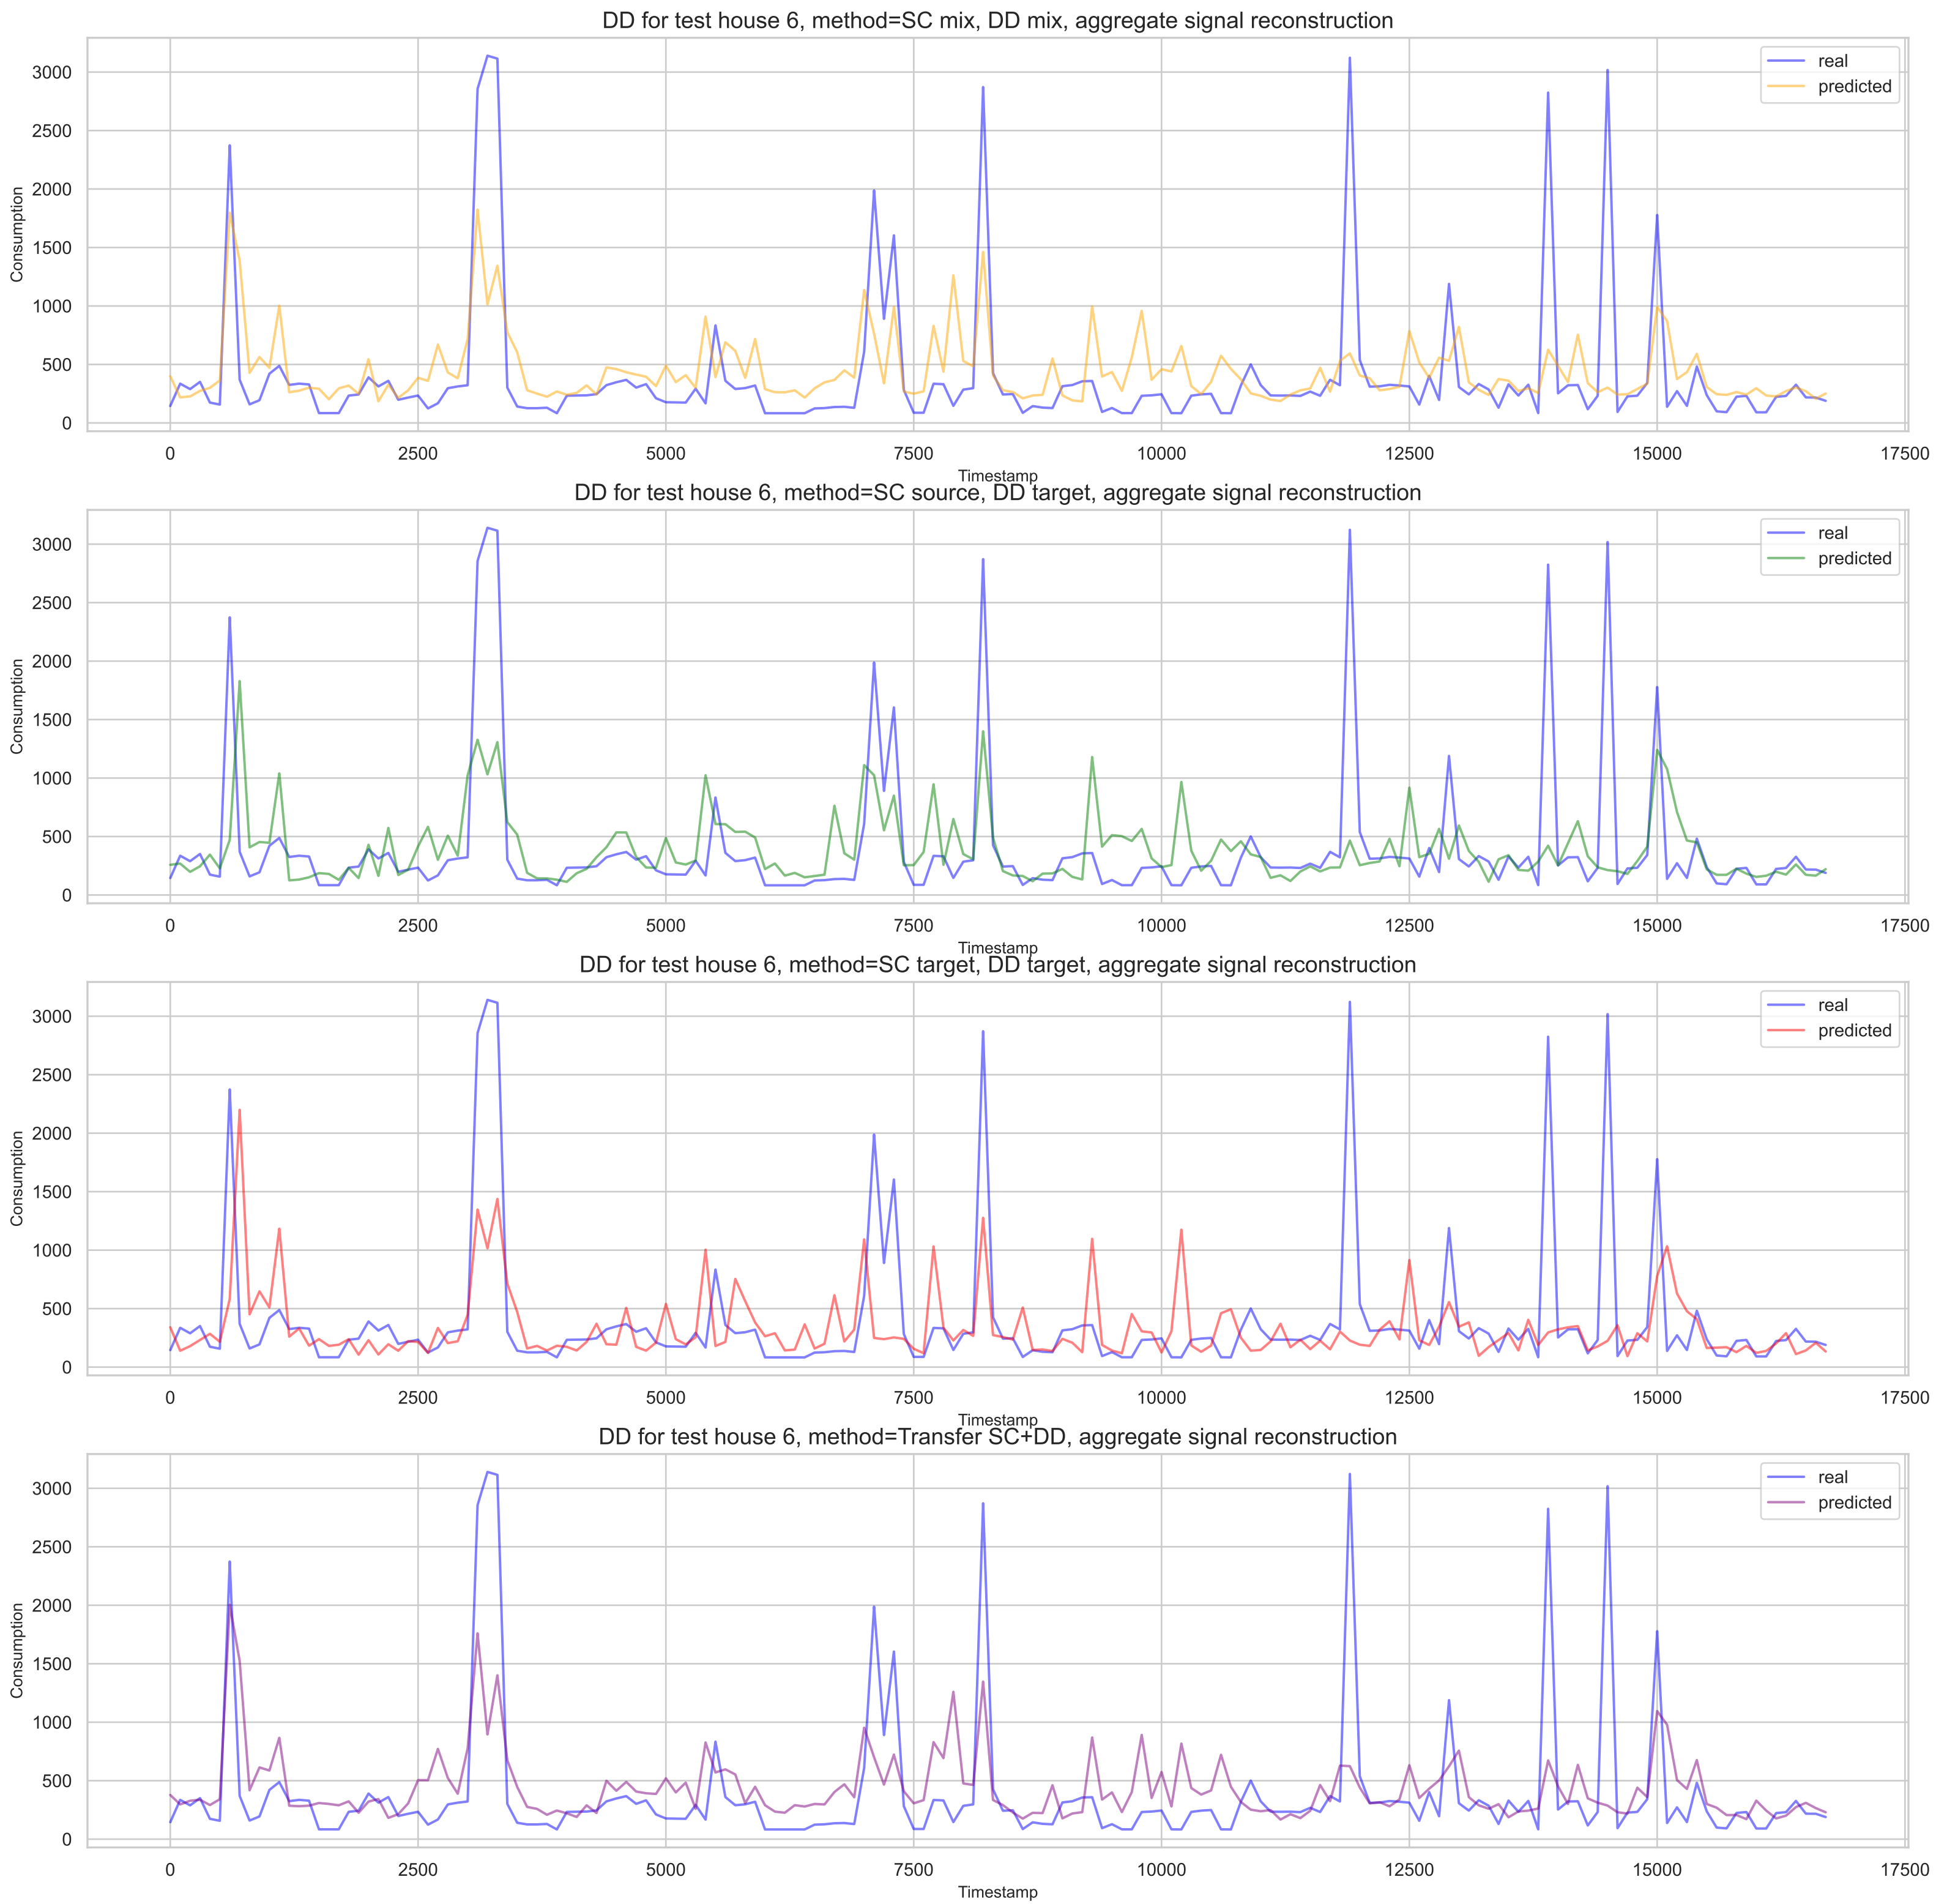 DD for test house 6, method=SC mix, DD mix, aggregate signal reconstruction
real
predicted
3000
2500
2000
1500
1000
500
0
Consumption
0 2500 5000 7500 10000 12500 15000 17500
Timestamp
DD for test house 6, method=SC source, DD target, aggregate signal reconstruction
real
predicted
3000
2500
2000
1500
1000
500
0
Consumption
0 2500 5000 7500 10000 12500 15000 17500
Timestamp
DD for test house 6, method=SC target, DD target, aggregate signal reconstruction
real
predicted
3000
2500
2000
1500
1000
500
0
Consumption
0 2500 5000 7500 10000 12500 15000 17500
Timestamp
DD for test house 6, method=Transfer SC+DD, aggregate signal reconstruction
real
predicted
3000
2500
2000
1500
1000
500
0
Consumption
0 2500 5000 7500 10000 12500 15000 17500
Timestamp